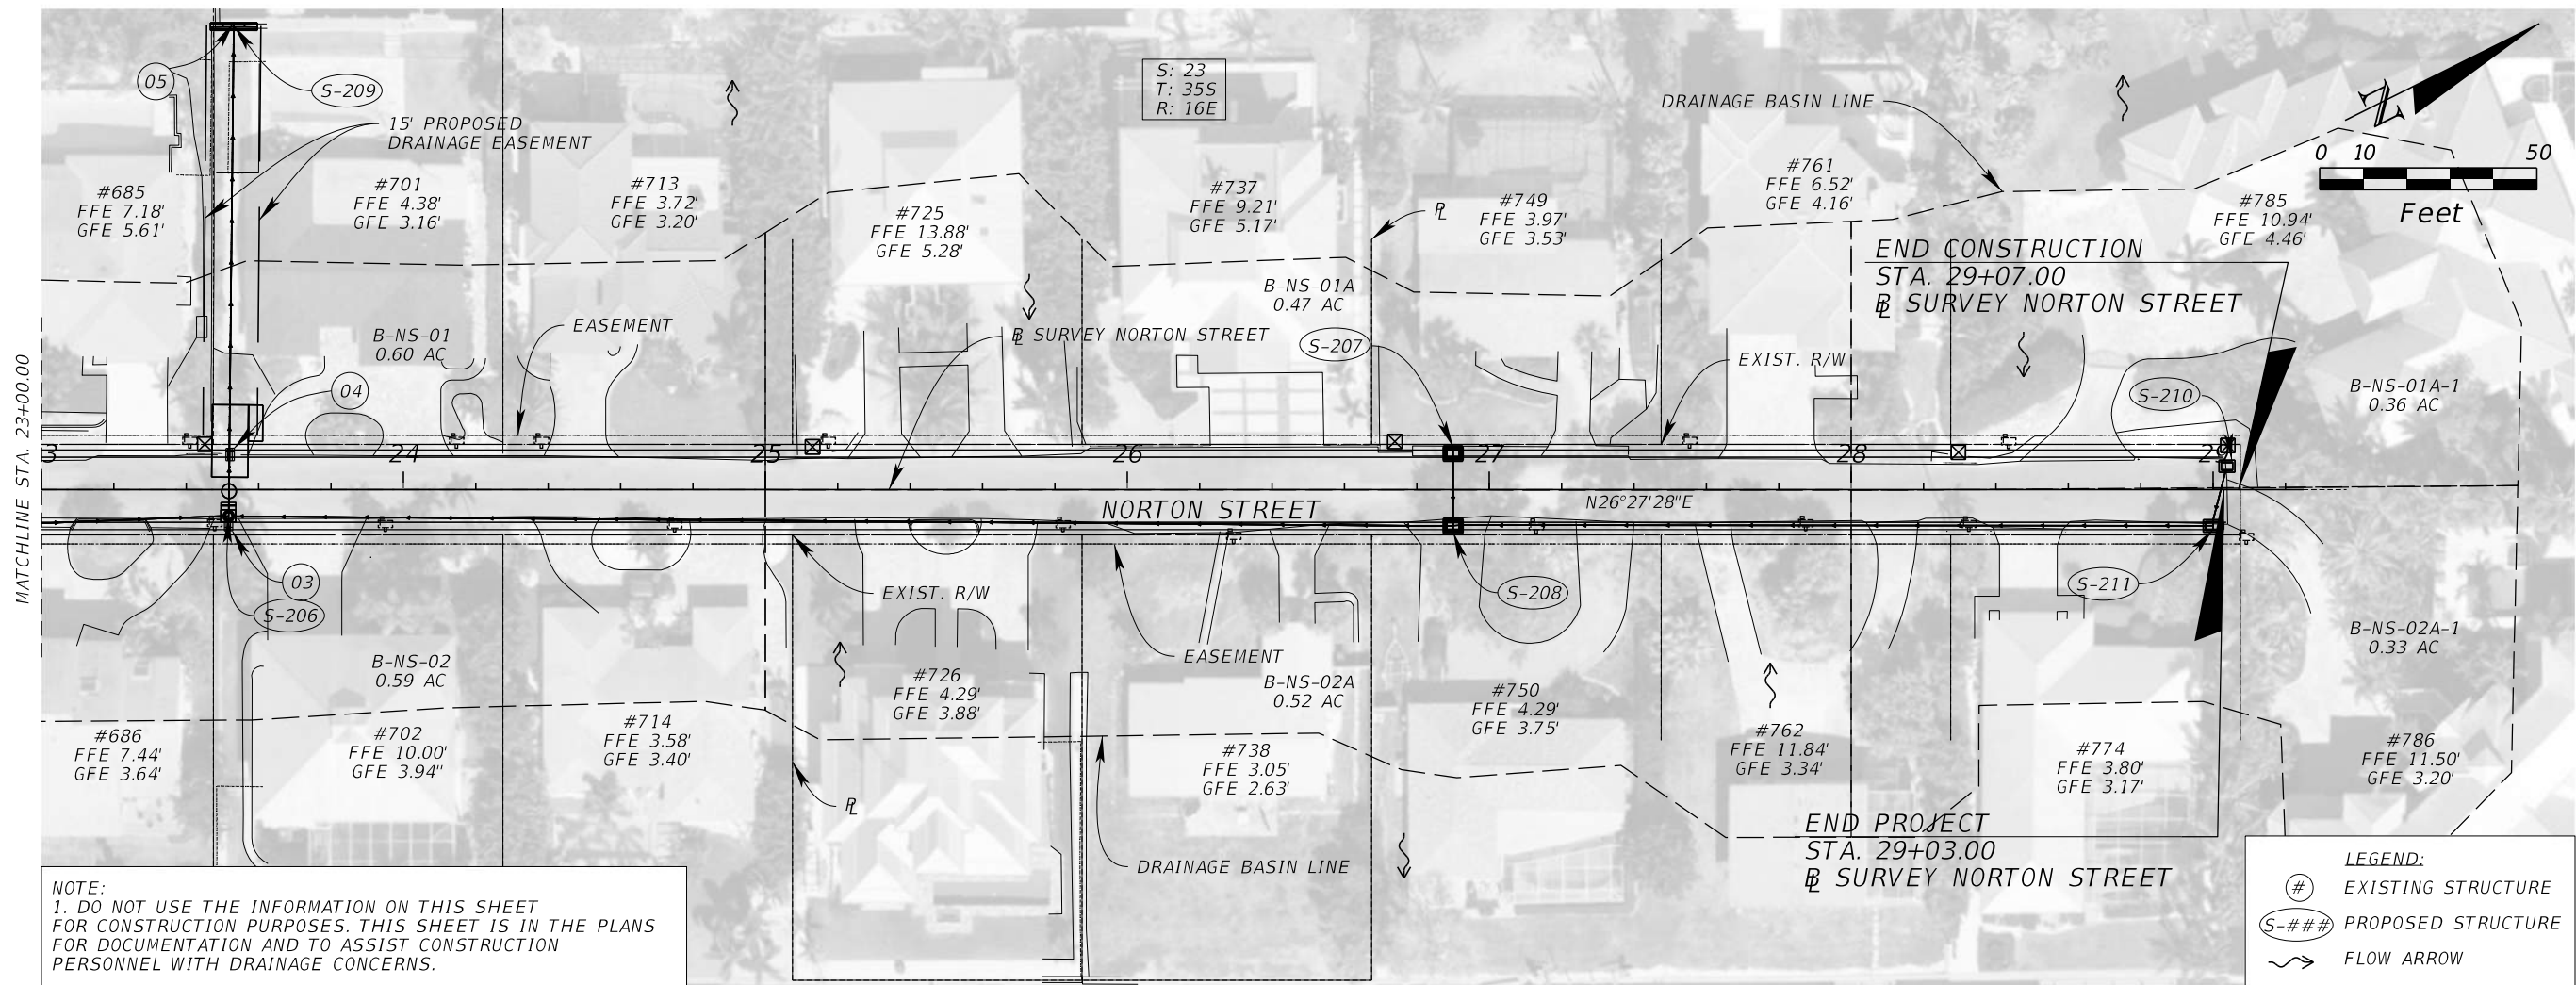 S: 23
T: 35S
R: 16E
05
S-209
15' PROPOSED
DRAINAGE EASEMENT
DRAINAGE BASIN LINE
N
0 10 50
Feet
#685
FFE 7.18'
GFE 5.61'
#701
FFE 4.38'
GFE 3.16'
#713
FFE 3.72'
GFE 3.20'
#725
FFE 13.88'
GFE 5.28'
#737
FFE 9.21'
GFE 5.17'
PL
#749
FFE 3.97'
GFE 3.53'
#761
FFE 6.52'
GFE 4.16'
#785
FFE 10.94'
GFE 4.46'
END CONSTRUCTION
STA. 29+07.00
BL SURVEY NORTON STREET
B-NS-01A
0.47 AC
B-NS-01
0.60 AC
EASEMENT
BL SURVEY NORTON STREET
S-207
EXIST. R/W
S-210
B-NS-01A-1
0.36 AC
04
MATCHLINE STA. 23+00.00
3 24 25 26 27 28 29
NORTON STREET
N26°27'28"E
03
S-206
EXIST. R/W
S-208
S-211
EASEMENT
B-NS-02
0.59 AC
B-NS-02A
0.52 AC
B-NS-02A-1
0.33 AC
#686
FFE 7.44'
GFE 3.64'
#702
FFE 10.00'
GFE 3.94"
#714
FFE 3.58'
GFE 3.40'
#726
FFE 4.29'
GFE 3.88'
#738
FFE 3.05'
GFE 2.63'
#750
FFE 4.29'
GFE 3.75'
#762
FFE 11.84'
GFE 3.34'
#774
FFE 3.80'
GFE 3.17'
#786
FFE 11.50'
GFE 3.20'
PL
DRAINAGE BASIN LINE
END PROJECT
STA. 29+03.00
BL SURVEY NORTON STREET
NOTE:
1. DO NOT USE THE INFORMATION ON THIS SHEET
FOR CONSTRUCTION PURPOSES. THIS SHEET IS IN THE PLANS
FOR DOCUMENTATION AND TO ASSIST CONSTRUCTION
PERSONNEL WITH DRAINAGE CONCERNS.
LEGEND:
# EXISTING STRUCTURE
S-### PROPOSED STRUCTURE
FLOW ARROW